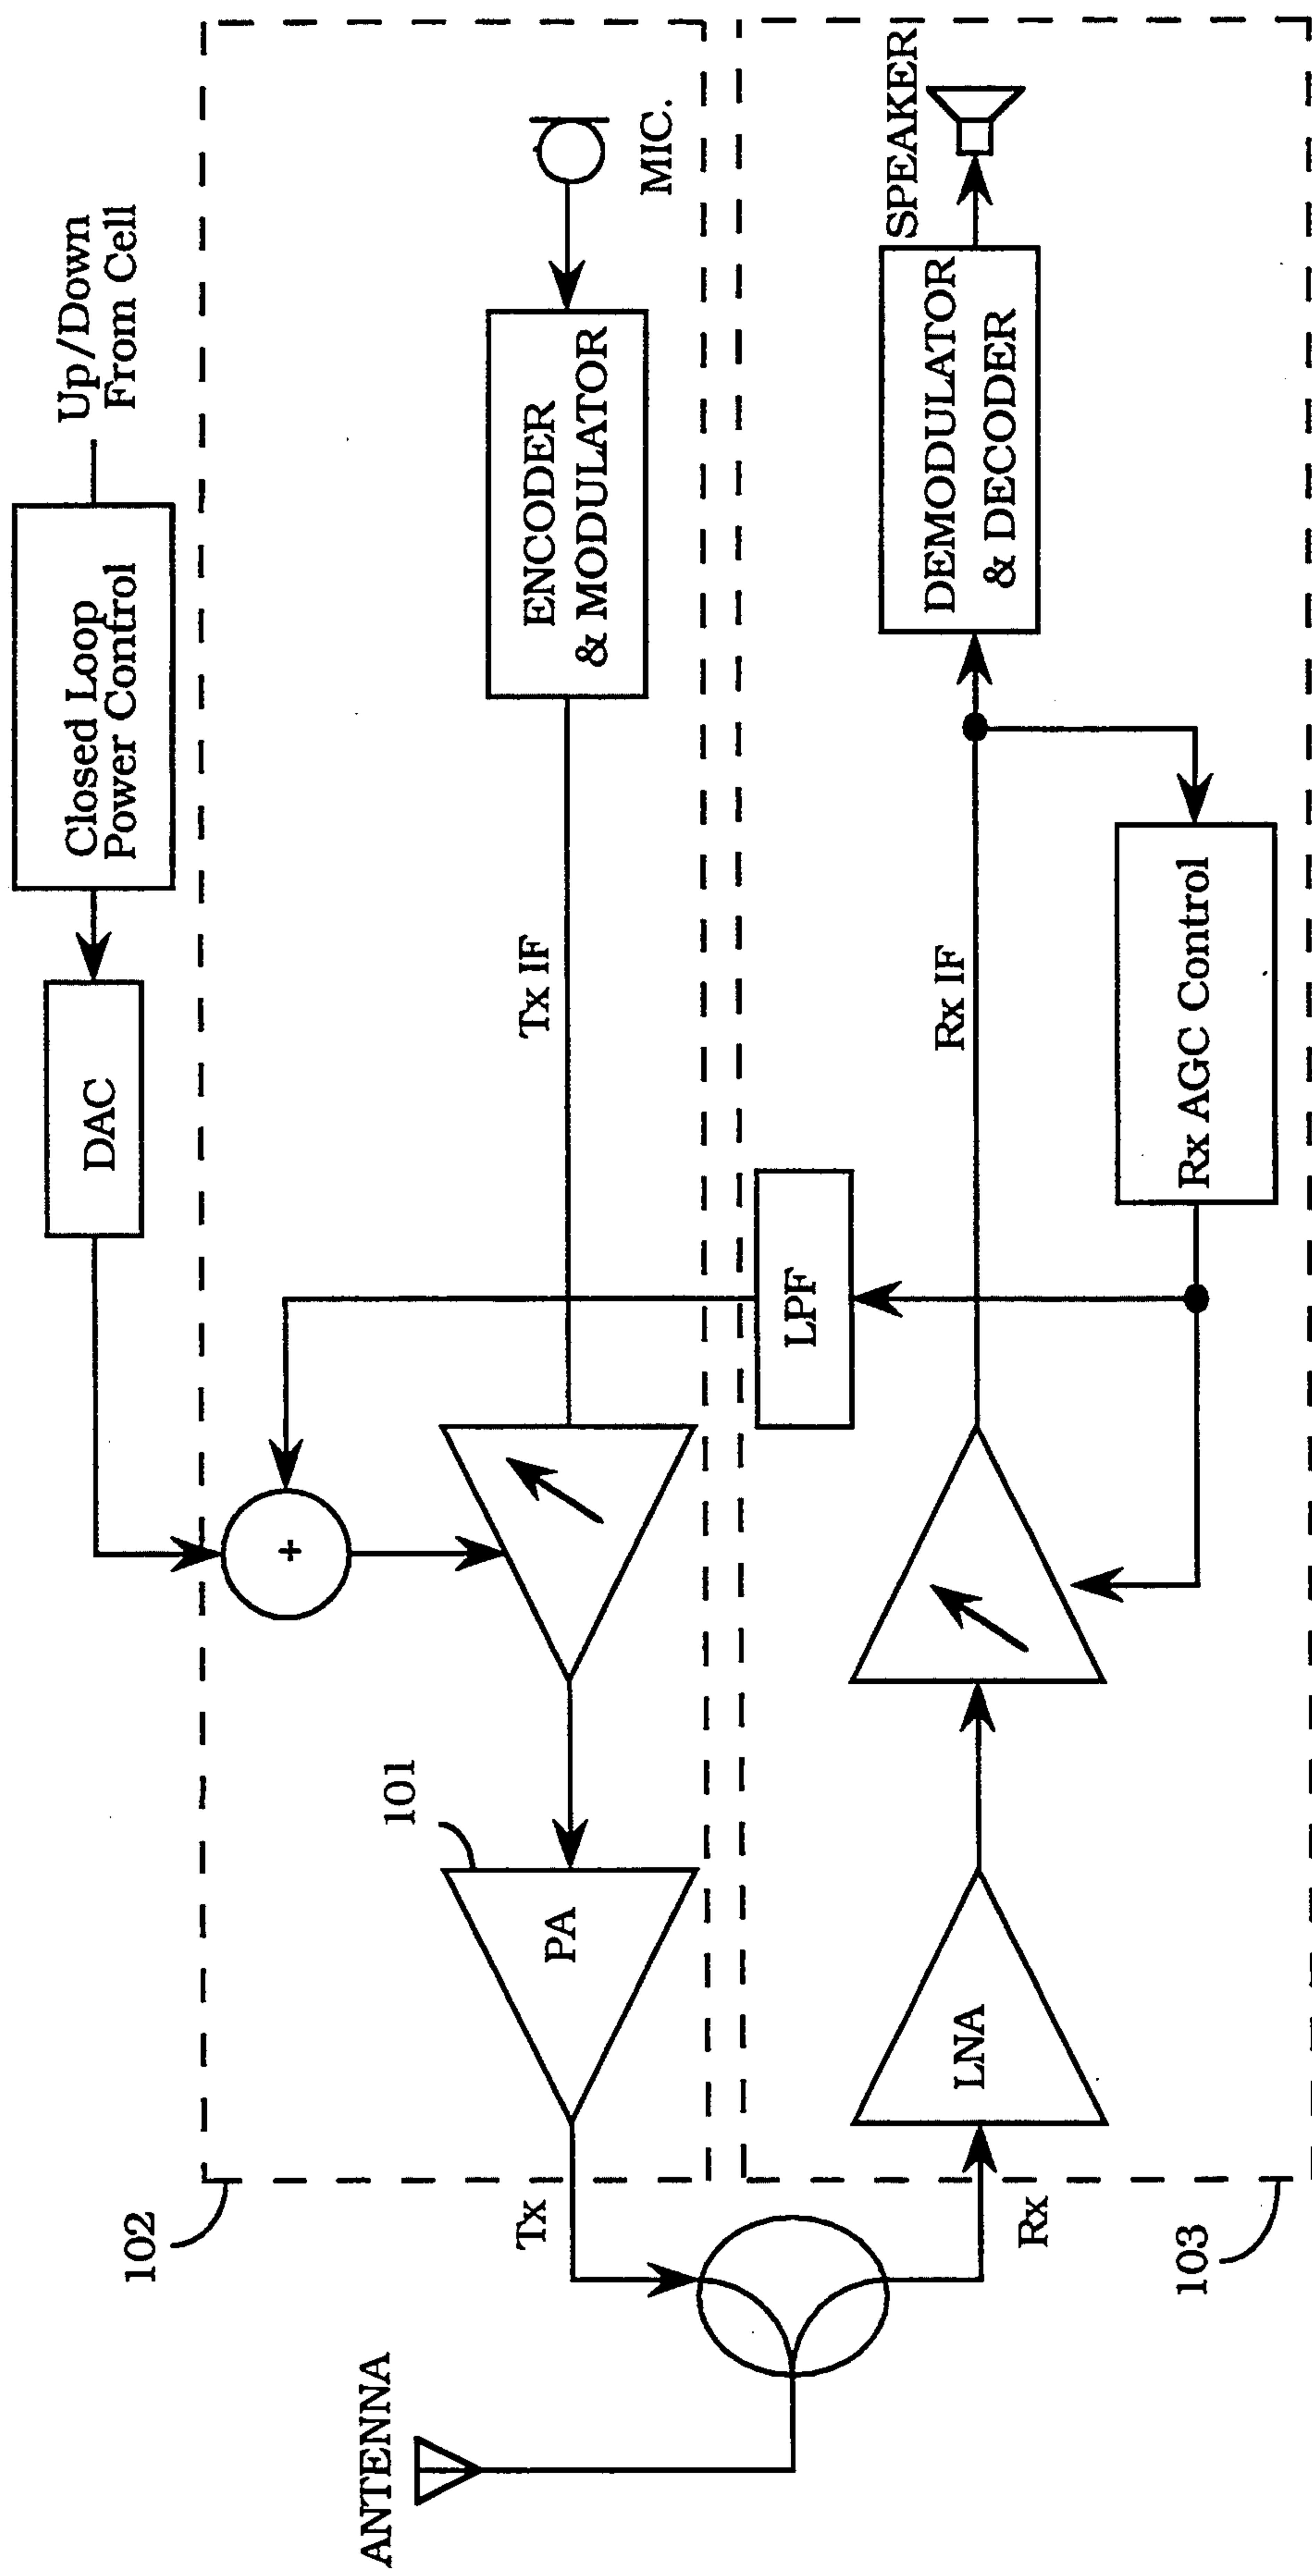 Up/Down
From Cell
Closed Loop
Power Control
DAC
MIC.
ENCODER
& MODULATOR
Tx IF
+
101
PA
102
Tx
ANTENNA
SPEAKER
DEMODULATOR
& DECODER
Rx IF
Rx AGC Control
LPF
LNA
Rx
103